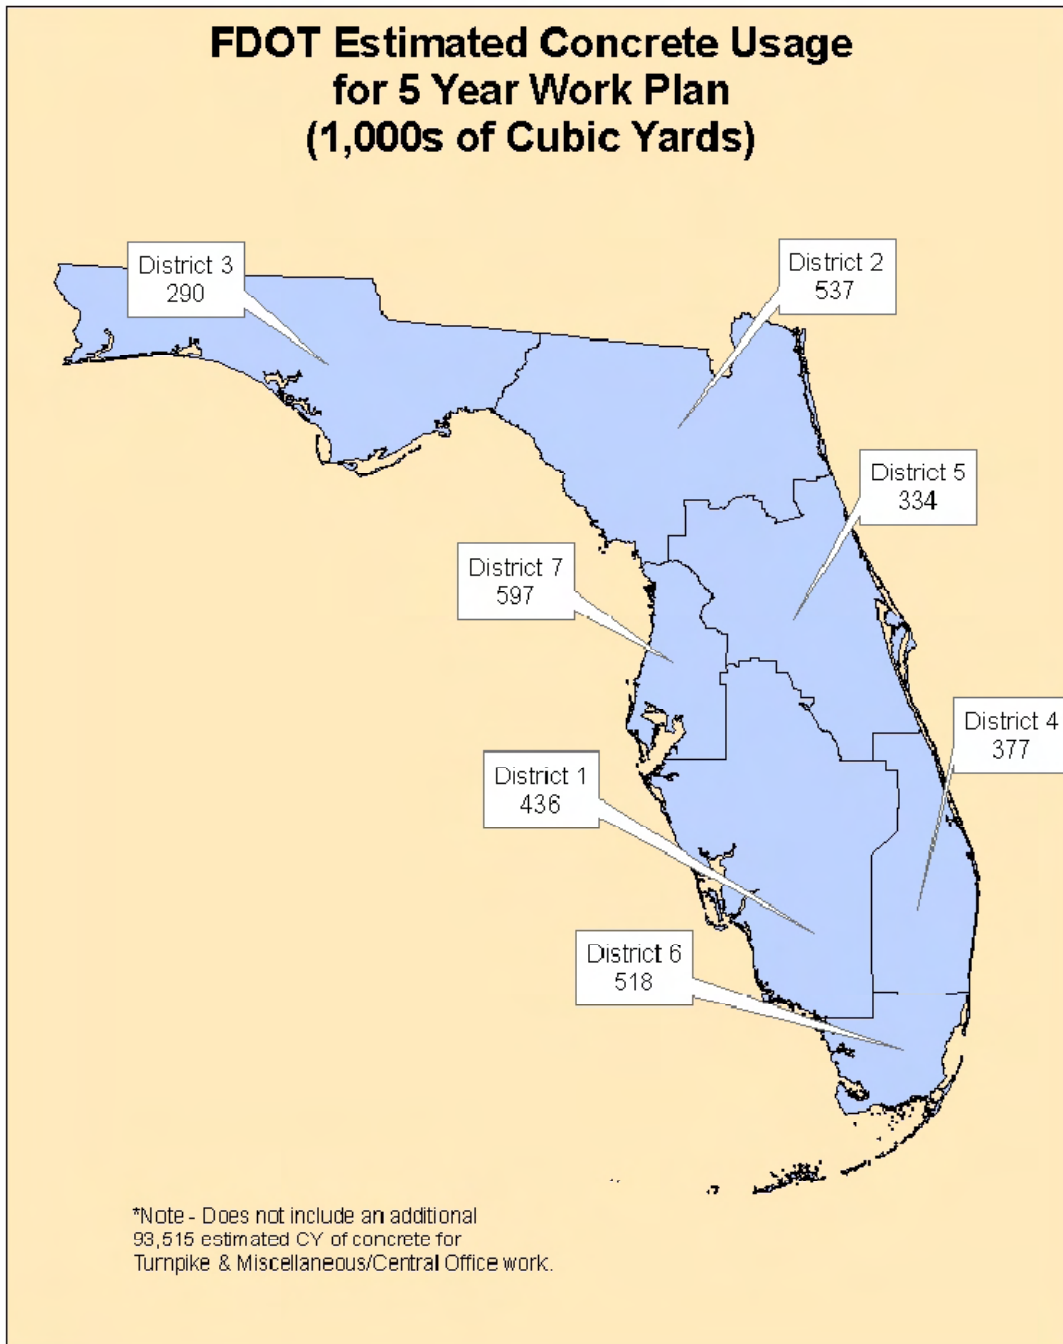 FDOT Estimated Concrete Usage
for 5 Year Work Plan
(1,000s of Cubic Yards)
District 3
290
District 2
537
District 5
334
District 7
597
District 4
377
District 1
436
District 6
518
*Note - Does not include an additional
93,515 estimated CY of concrete for
Turnpike & Miscellaneous/Central Office work.